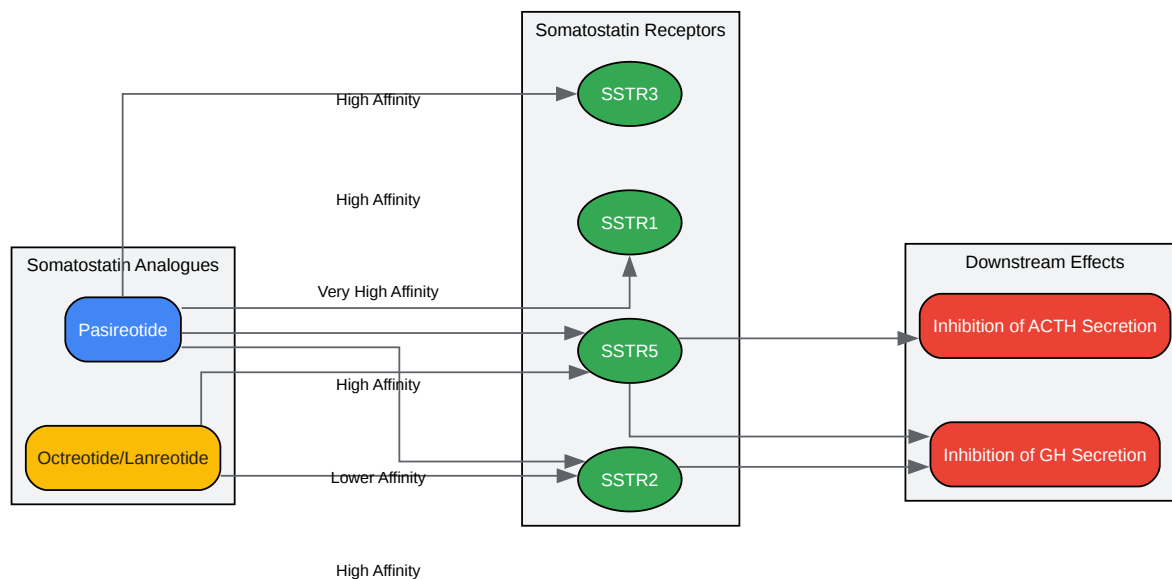 Somatostatin Receptors
SSTR3
High Affinity
High Affinity
SSTR1
Somatostatin Analogues
Downstream Effects
Very High Affinity
Pasireotide
Inhibition of ACTH Secretion
SSTR5
High Affinity
Octreotide/Lanreotide
Inhibition of GH Secretion
Lower Affinity
SSTR2
High Affinity